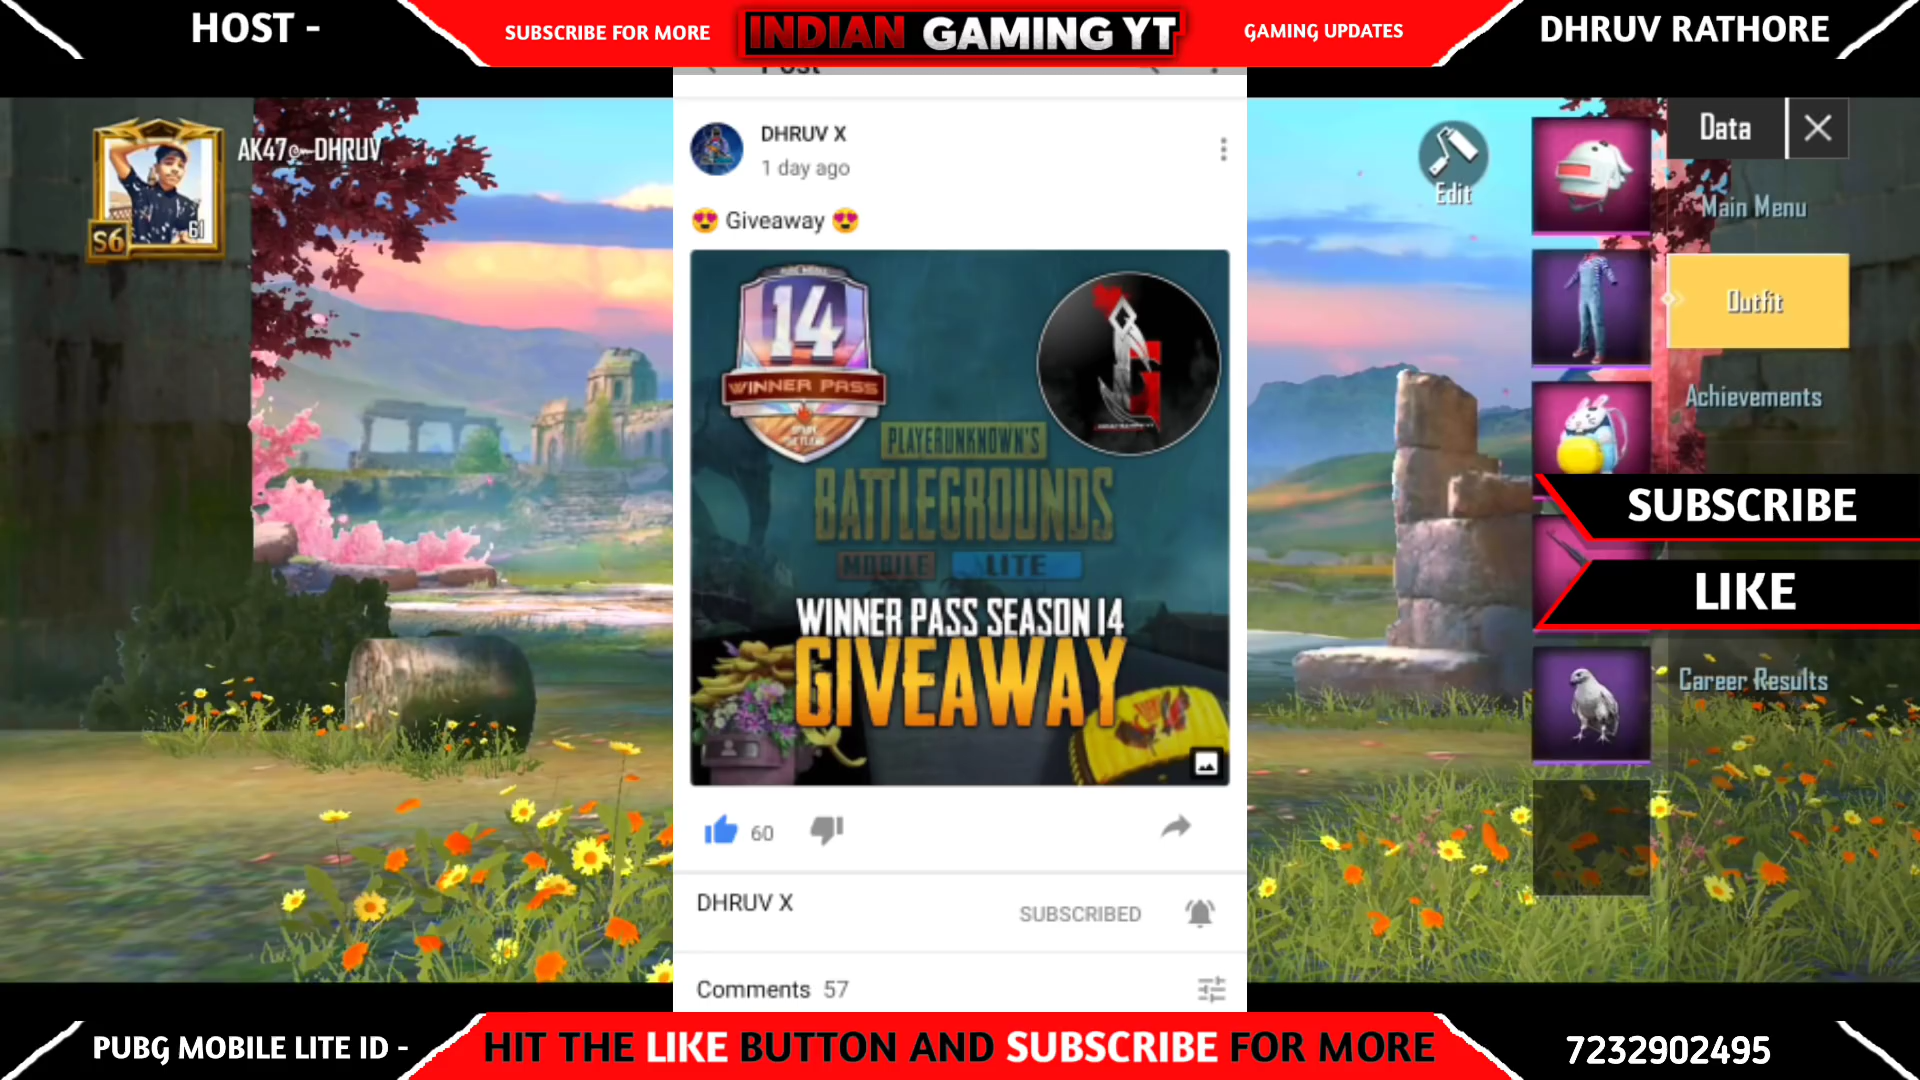 HOST -
SUBSCRIBE FOR MORE
INDIAN GAMING YT
GAMING UPDATES
DHRUV RATHORE
Post
AK47 DHRUV
S6
61
DHRUV X
1 day ago
😍 Giveaway 😍
14
WINNER PASS
PLAYERUNKNOWN'S
BATTLEGROUNDS
MOBILE LITE
WINNER PASS SEASON 14
GIVEAWAY
60
DHRUV X
SUBSCRIBED
Comments 57
Edit
Data
Main Menu
Outfit
Achievements
SUBSCRIBE
LIKE
Career Results
PUBG MOBILE LITE ID -
HIT THE LIKE BUTTON AND SUBSCRIBE FOR MORE
7232902495